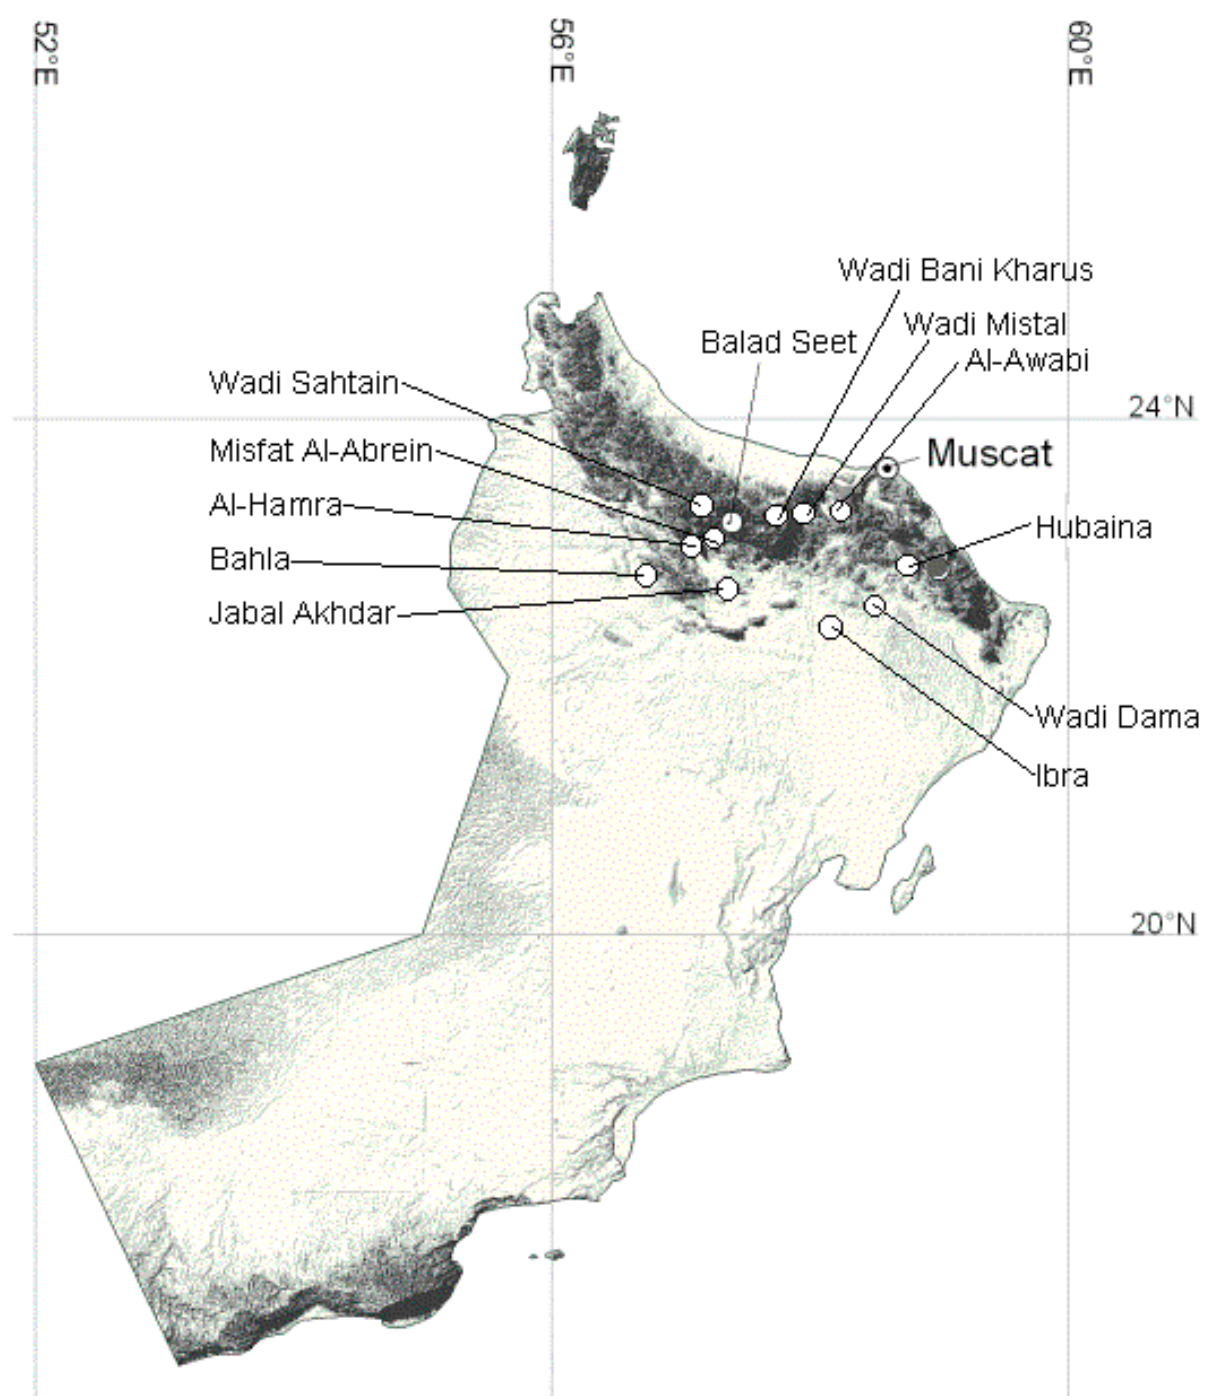 52°E
56°E
60°E
Wadi Bani Kharus
Wadi Mistal
Balad Seet
Al-Awabi
Wadi Sahtain
24°N
Misfat Al-Abrein
Muscat
Al-Hamra
Hubaina
Bahla
Jabal Akhdar
Wadi Dama
Ibra
20°N